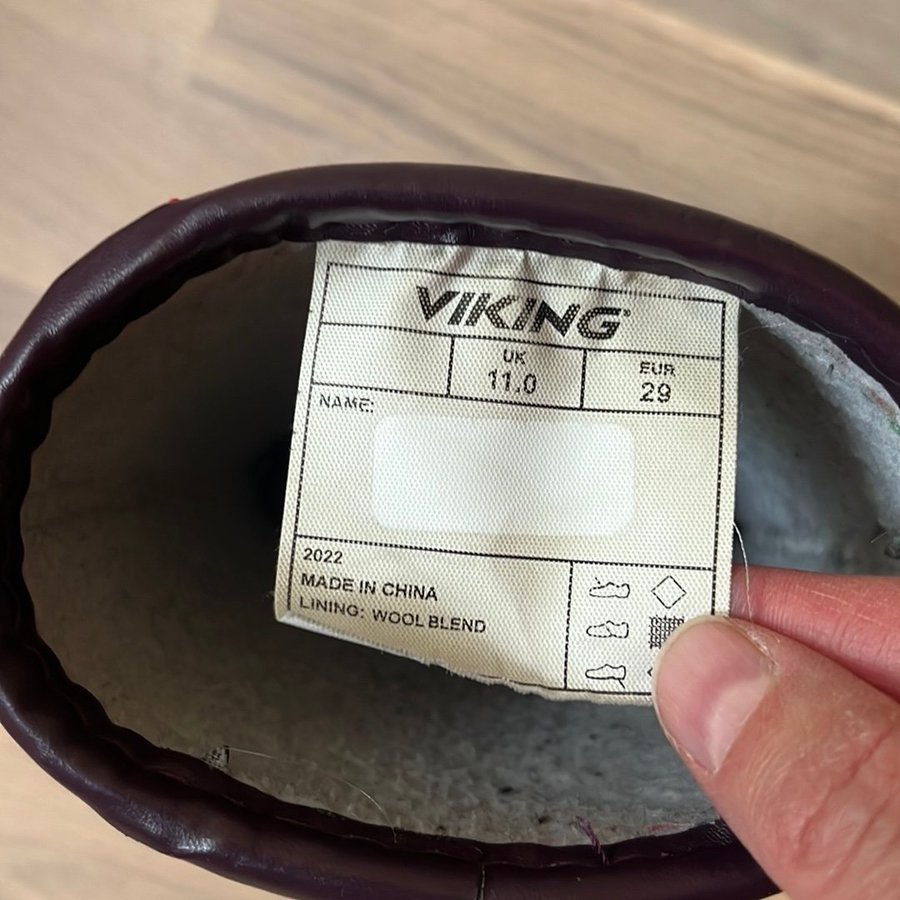 VIKING
UK EUR
11.0 29
NAME:
2022
MADE IN CHINA
LINING: WOOL BLEND